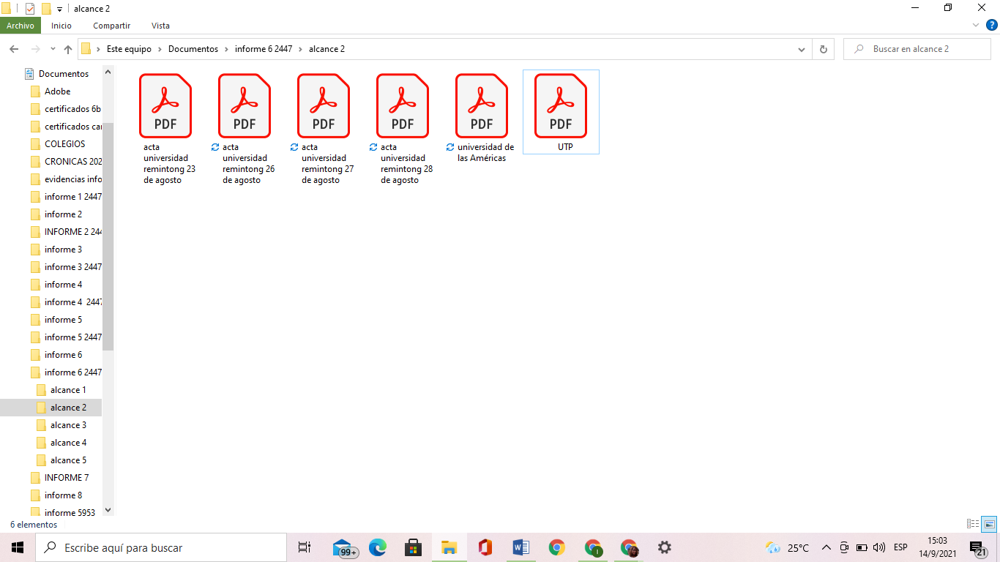 alcance 2
Archivo
Inicio
Compartir
Vista
?
Este equipo
Documentos
informe 6 2447
alcance 2
Buscar en alcance 2
Documentos
Adobe
certificados 6b
certificados car
COLEGIOS
CRONICAS 202
evidencias info
informe 1 2447
informe 2
INFORME 2 244
informe 3
informe 3 2447
informe 4
informe 4  2447
informe 5
informe 5 2447
informe 6
informe 6 2447
alcance 1
alcance 2
alcance 3
alcance 4
alcance 5
INFORME 7
informe 8
informe 5953
PDF
acta
universidad
remintong 23
de agosto
PDF
acta
universidad
remintong 26
de agosto
PDF
acta
universidad
remintong 27
de agosto
PDF
acta
universidad
remintong 28
de agosto
PDF
universidad de
las Américas
PDF
UTP
6 elementos
Escribe aquí para buscar
99+
W
I
25°C
ESP
15:03
14/9/2021
21